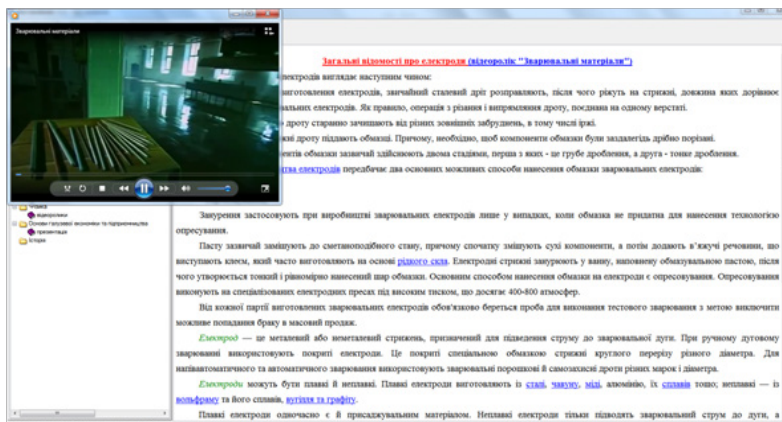 Зварювальні матеріали
Загальні відомості про електроди (відеоролик "Зварювальні матеріали")
електродів виглядає наступним чином:
виготовлення електродів, звичайний сталевий дріт розправляють, після чого ріжуть на стрижні, довжина яких дорівнює
зварювальних електродів. Як правило, операція з різання і випрямляння дроту, поєднана на одному верстаті.
дроту старанно зачищають від різних зовнішніх забруднень, в тому числі іржі.
дроту піддають обмазці. Причому, необхідно, щоб компоненти обмазки були заздалегідь дрібно порізані.
обмазки зазвичай здійснюють двома стадіями, перша з яких - це грубе дроблення, а друга - тонке дроблення.
електродів передбачає два основних можливих способи нанесення обмазки зварювальних електродів:
відеоролики
Основи галузевої економіки та підприємництва
презентація
Історія
Занурення застосовують при виробництві зварювальних електродів лише у випадках, коли обмазка не придатна для нанесення технологією
опресування.
Пасту зазвичай замішують до сметаноподібного стану, причому спочатку змішують сухі компоненти, а потім додають в'яжучі речовини, що
виступають клеєм, який часто виготовляють на основі рідкого скла. Електродні стрижні занурюють у ванну, наповнену обмазувальною пастою, після
чого утворюється тонкий і рівномірно нанесений шар обмазки. Основним способом нанесення обмазки на електроди є опресовування. Опресовування
виконують на спеціалізованих електродних пресах під високим тиском, що досягає 400-800 атмосфер.
Від кожної партії виготовлених зварювальних електродів обов'язково береться проба для виконання тестового зварювання з метою виключити
можливе попадання браку в масовий продаж.
Електрод — це металевий або неметалевий стрижень, призначений для підведення струму до зварювальної дуги. При ручному дуговому
зварюванні використовують покриті електроди. Це покриті спеціальною обмазкою стрижні круглого перерізу різного діаметра. Для
напівавтоматичного та автоматичного зварювання використовують зварювальні порошкові й самозахисні дроти різних марок і діаметра.
Електроди можуть бути плавкі й неплавкі. Плавкі електроди виготовляють із сталі, чавуну, міді, алюмінію, їх сплавів тощо; неплавкі — із
вольфраму та його сплавів, вугілля та графіту.
Плавкі електроди одночасно є й присаджувальним матеріалом. Неплавкі електроди тільки підводять зварювальний струм до дуги, а